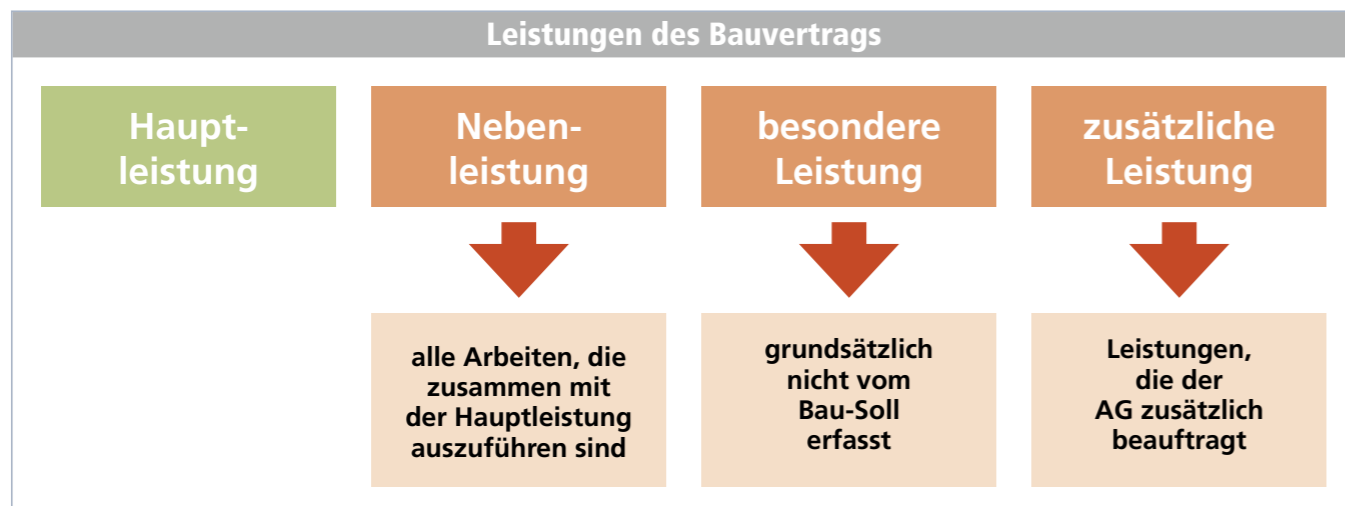 Leistungen des Bauvertrags
Haupt-
leistung
Neben-
leistung
besondere
Leistung
zusätzliche
Leistung
alle Arbeiten, die
zusammen mit
der Hauptleistung
auszuführen sind
grundsätzlich
nicht vom
Bau-Soll
erfasst
Leistungen,
die der
AG zusätzlich
beauftragt